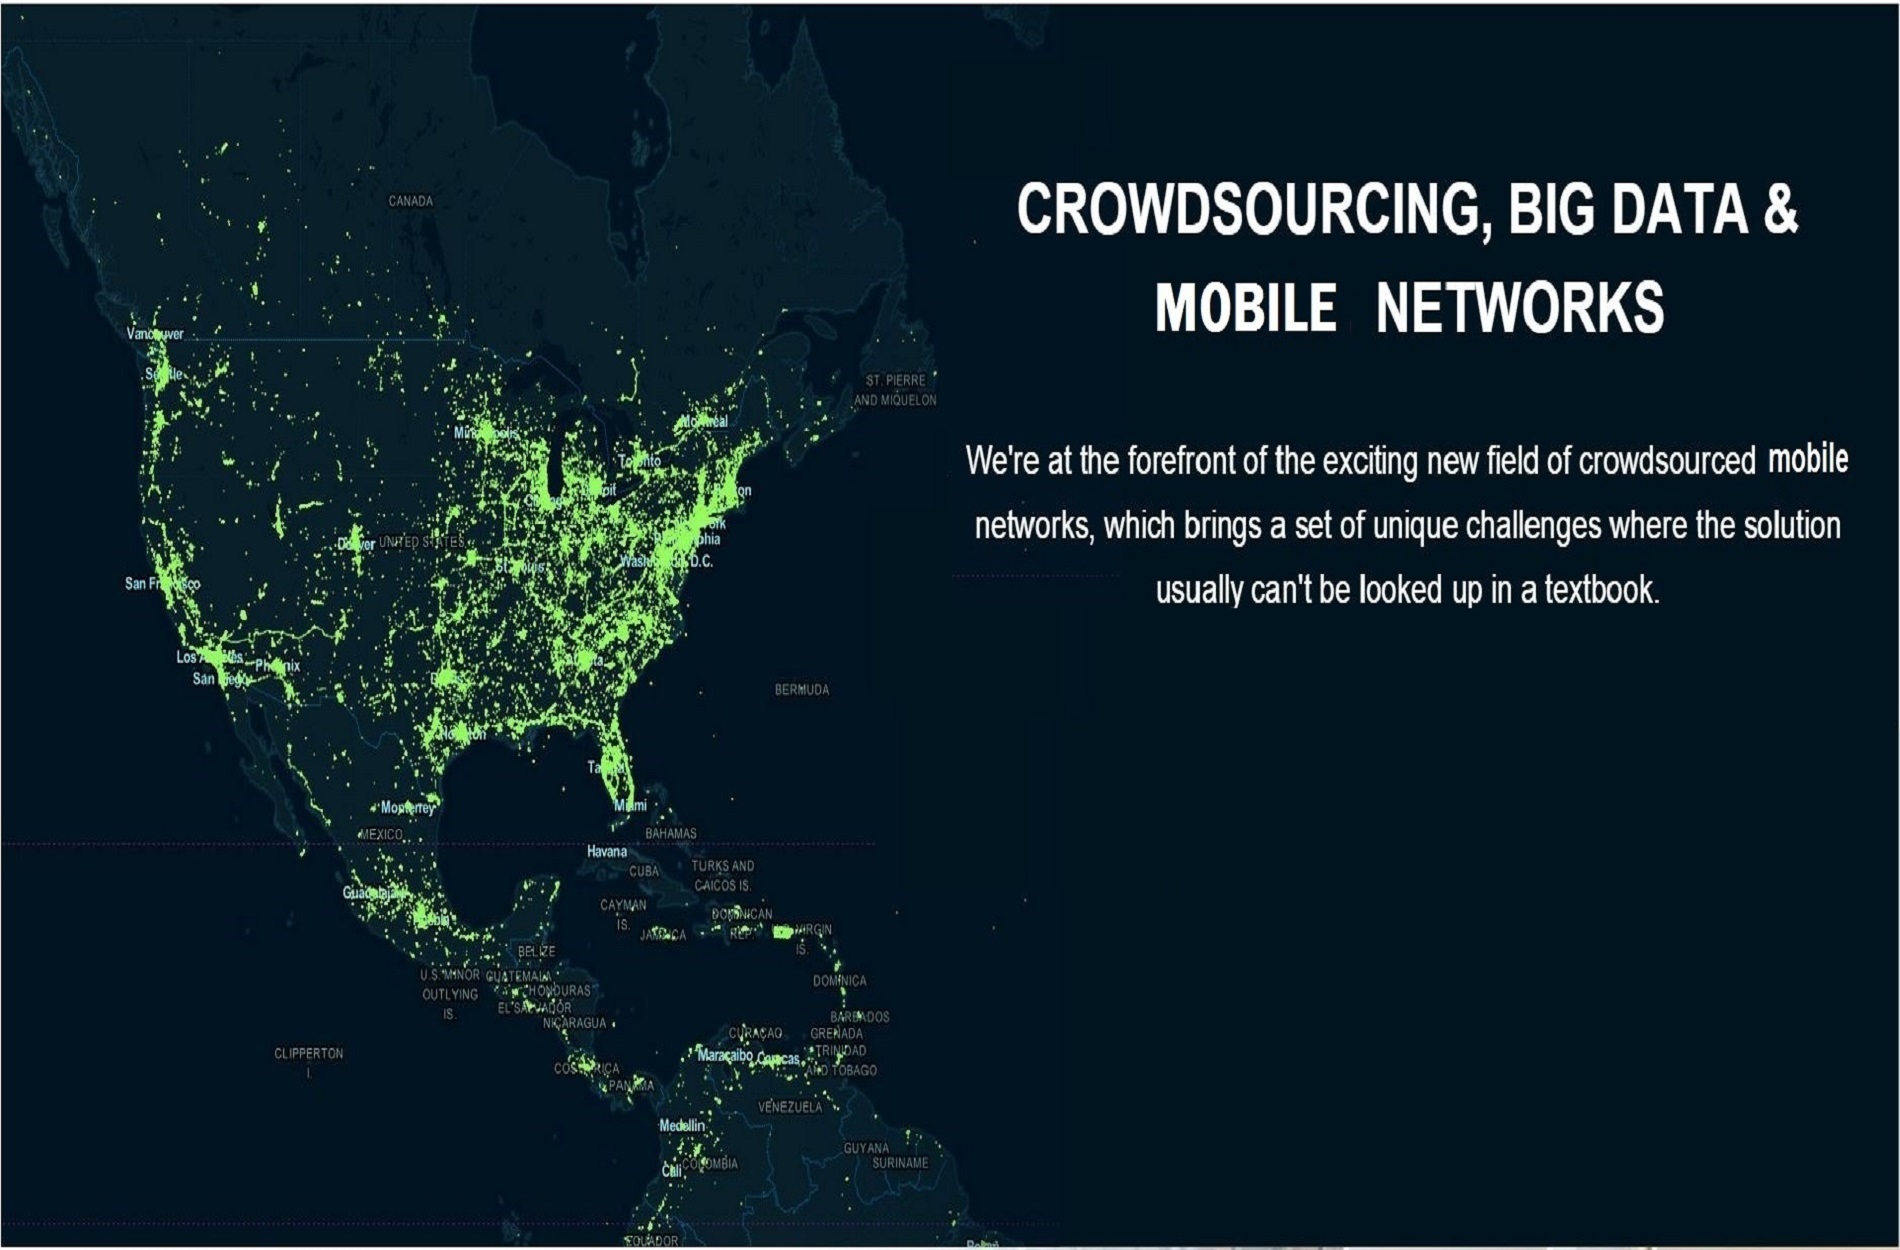 CROWDSOURCING, BIG DATA &
MOBILE NETWORKS
We're at the forefront of the exciting new field of crowdsourced mobile
networks, which brings a set of unique challenges where the solution
usually can't be looked up in a textbook.
CANADA
Vancouver
Seattle
ST. PIERRE
AND MIQUELON
Montreal
Minneapolis
Toronto
Detroit
Boston
Chicago
Philadelphia
Denver
UNITED STATES
Washington, D.C.
St. Louis
San Francisco
Los Angeles
Phoenix
San Diego
Atlanta
Dallas
BERMUDA
Houston
Tampa
Miami
Monterrey
MEXICO
BAHAMAS
Havana
CUBA
TURKS AND
CAICOS IS.
Guadalajara
CAYMAN
IS.
DOMINICAN
REP.
Puebla
JAMAICA
U.S. VIRGIN
IS.
BELIZE
U.S. MINOR
OUTLYING
IS.
GUATEMALA
HONDURAS
EL SALVADOR
NICARAGUA
DOMINICA
BARBADOS
CURAÇAO
GRENADA
TRINIDAD
AND TOBAGO
CLIPPERTON
I.
Maracaibo
Caracas
COSTA RICA
PANAMA
VENEZUELA
Medellin
GUYANA
SURINAME
Cali
COLOMBIA
ECUADOR